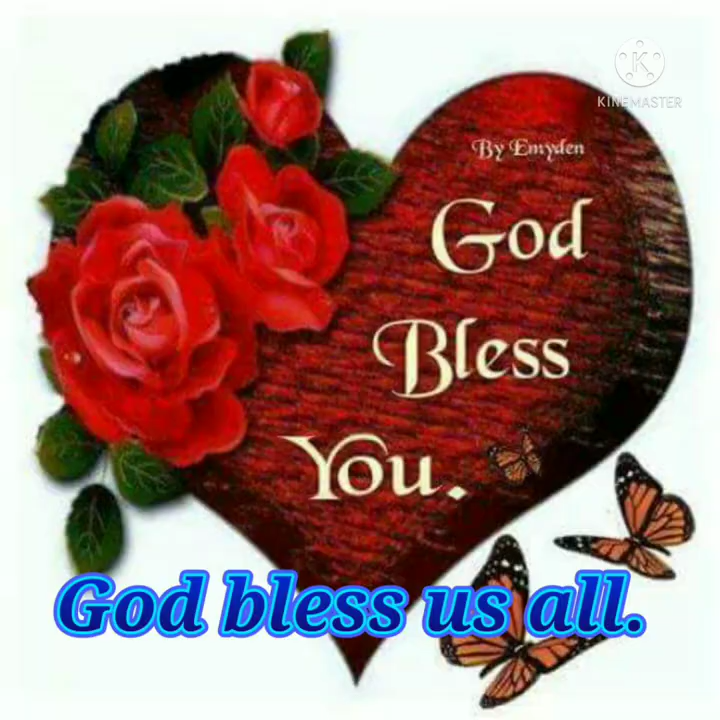 KINEMASTER
By Emyden
God
Bless
You.
God bless us all.